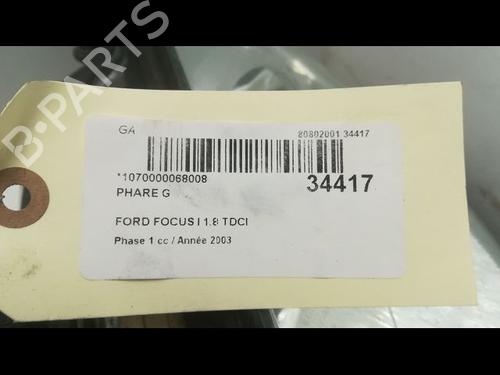 B-PARTS
GA
20802001 34417
*1070000068008
34417
PHARE G
FORD FOCUS I 1.8 TDCI
Phase 1 cc / Année 2003